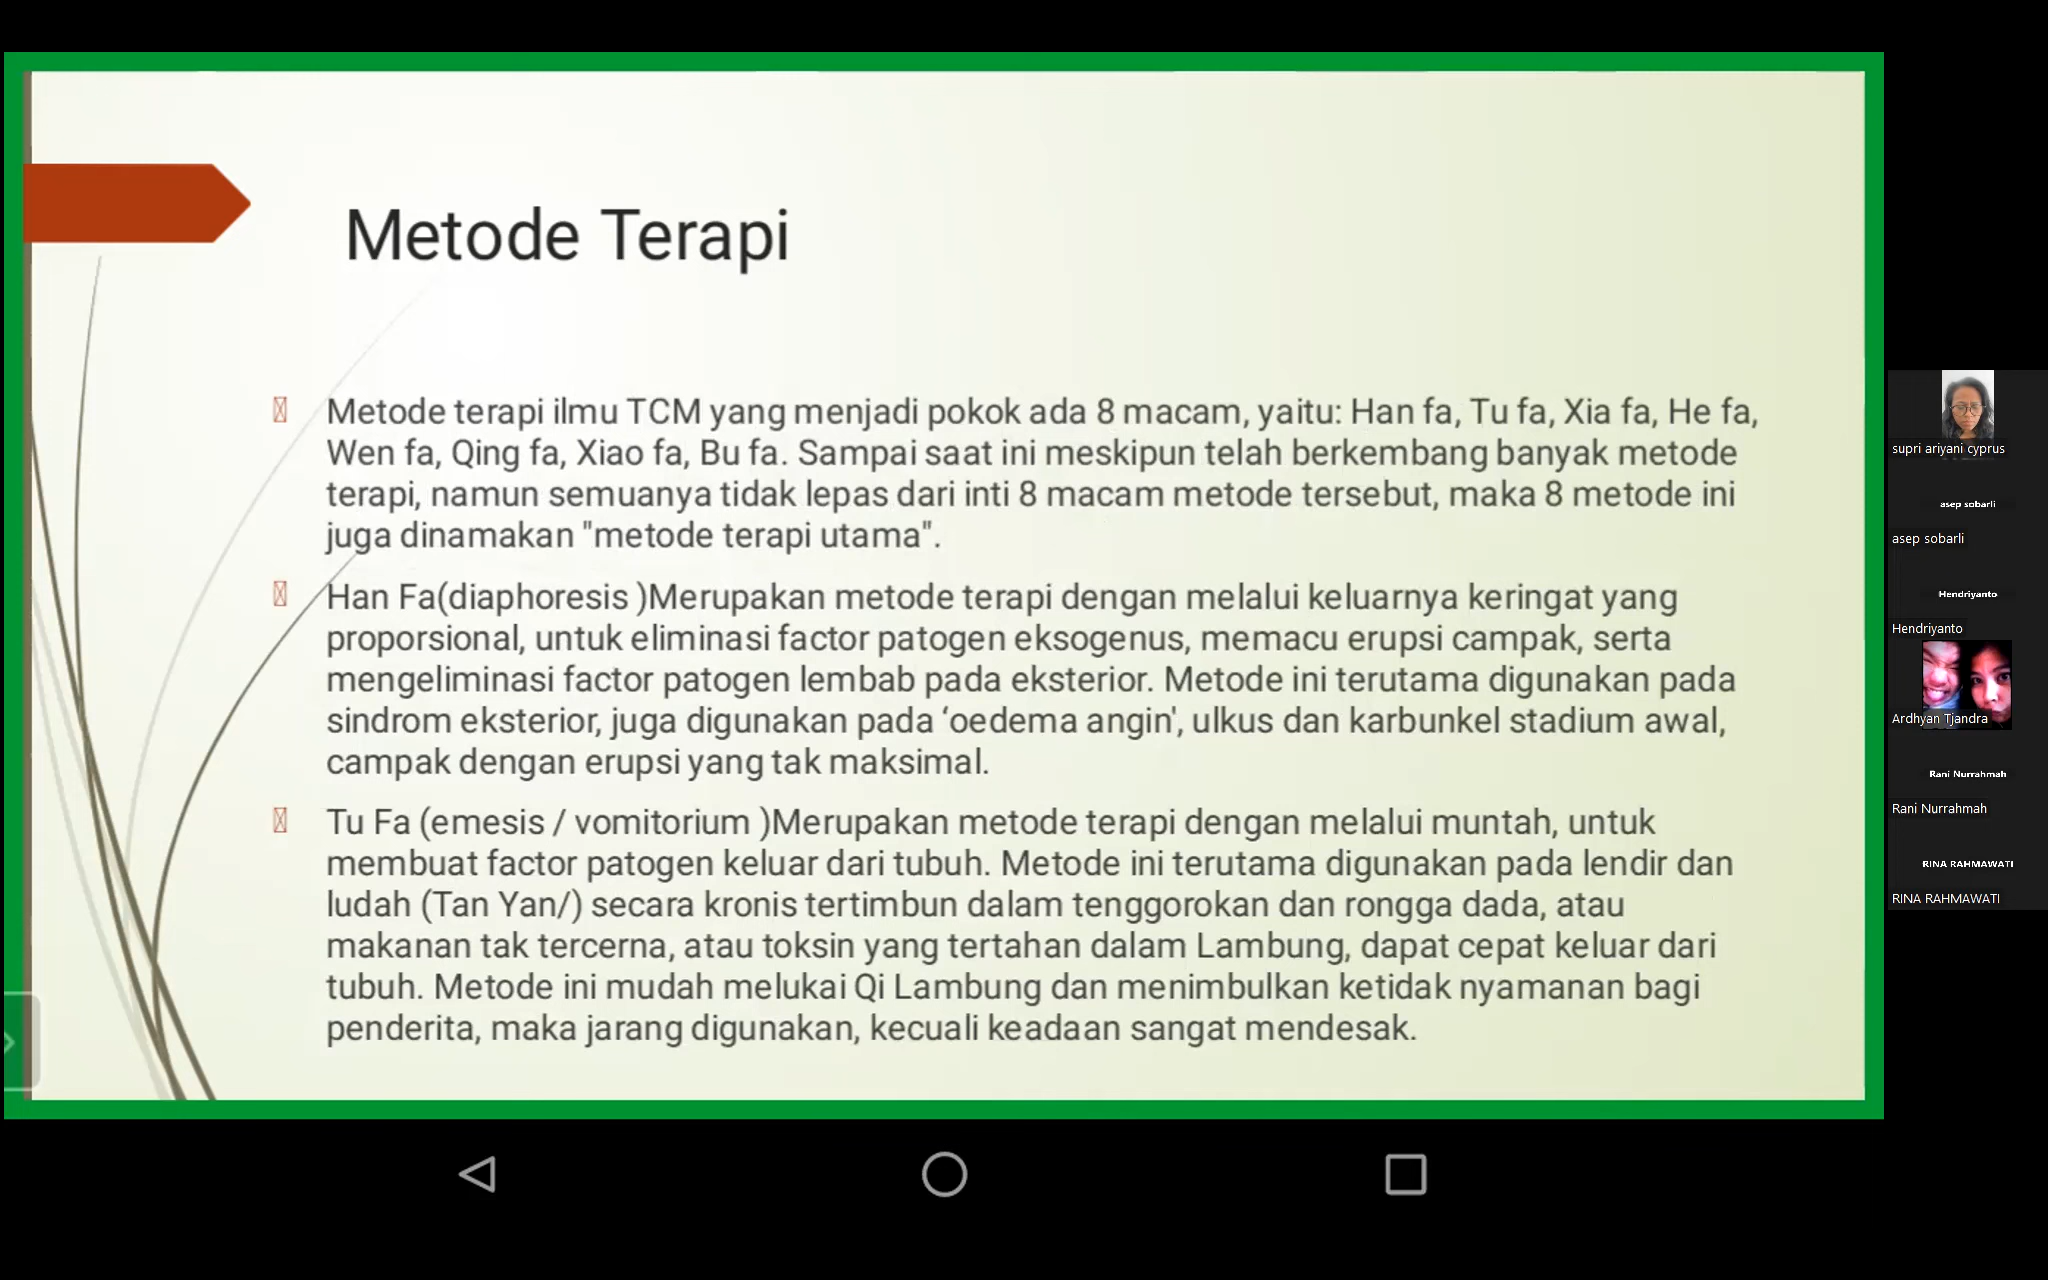 Metode Terapi
Metode terapi ilmu TCM yang menjadi pokok ada 8 macam, yaitu: Han fa, Tu fa, Xia fa, He fa,
Wen fa, Qing fa, Xiao fa, Bu fa. Sampai saat ini meskipun telah berkembang banyak metode
terapi, namun semuanya tidak lepas dari inti 8 macam metode tersebut, maka 8 metode ini
juga dinamakan "metode terapi utama".
Han Fa(diaphoresis )Merupakan metode terapi dengan melalui keluarnya keringat yang
proporsional, untuk eliminasi factor patogen eksogenus, memacu erupsi campak, serta
mengeliminasi factor patogen lembab pada eksterior. Metode ini terutama digunakan pada
sindrom eksterior, juga digunakan pada ‘oedema angin', ulkus dan karbunkel stadium awal,
campak dengan erupsi yang tak maksimal.
Tu Fa (emesis / vomitorium )Merupakan metode terapi dengan melalui muntah, untuk
membuat factor patogen keluar dari tubuh. Metode ini terutama digunakan pada lendir dan
ludah (Tan Yan/) secara kronis tertimbun dalam tenggorokan dan rongga dada, atau
makanan tak tercerna, atau toksin yang tertahan dalam Lambung, dapat cepat keluar dari
tubuh. Metode ini mudah melukai Qi Lambung dan menimbulkan ketidak nyamanan bagi
penderita, maka jarang digunakan, kecuali keadaan sangat mendesak.
supri ariyani cyprus
asep sobarli
asep sobarli
Hendriyanto
Hendriyanto
Ardhyan Tjandra
Rani Nurrahmah
Rani Nurrahmah
RINA RAHMAWATI
RINA RAHMAWATI